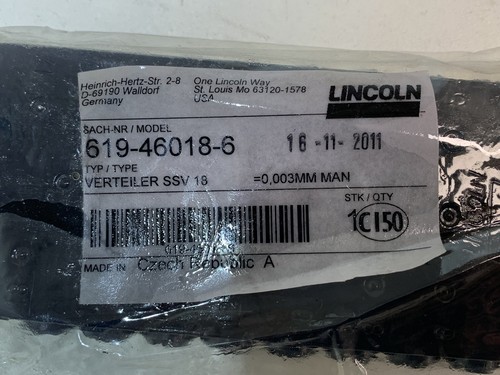 Heinrich-Hertz-Str. 2-8 One Lincoln Way
D-69190 Walldorf St. Louis Mo 63120-1578
Germany USA
LINCOLN
SACH-NR / MODEL
619-46018-6 16-11-2011
TYP / TYPE
VERTEILER SSV 18 =0,003MM MAN
STK / QTY
1 C150
MADE IN Czech Republic A